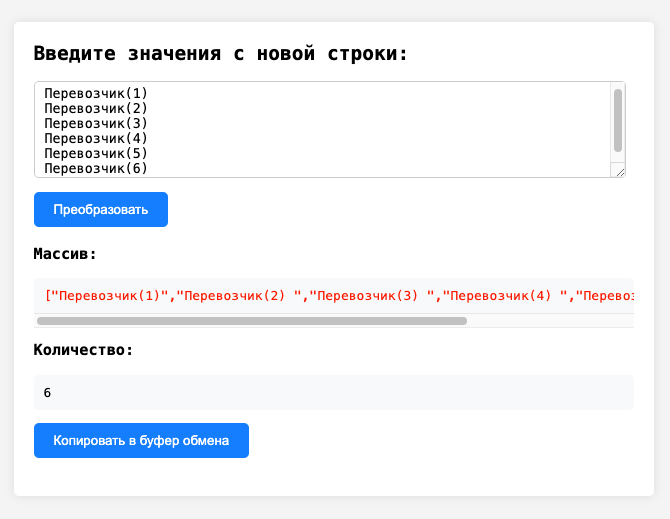 Введите значения с новой строки:
Перевозчик(1)
Перевозчик(2)
Перевозчик(3)
Перевозчик(4)
Перевозчик(5)
Перевозчик(6)
Преобразовать
Массив:
["Перевозчик(1)","Перевозчик(2) ","Перевозчик(3) ","Перевозчик(4) ","Перевоз
Количество:
6
Копировать в буфер обмена